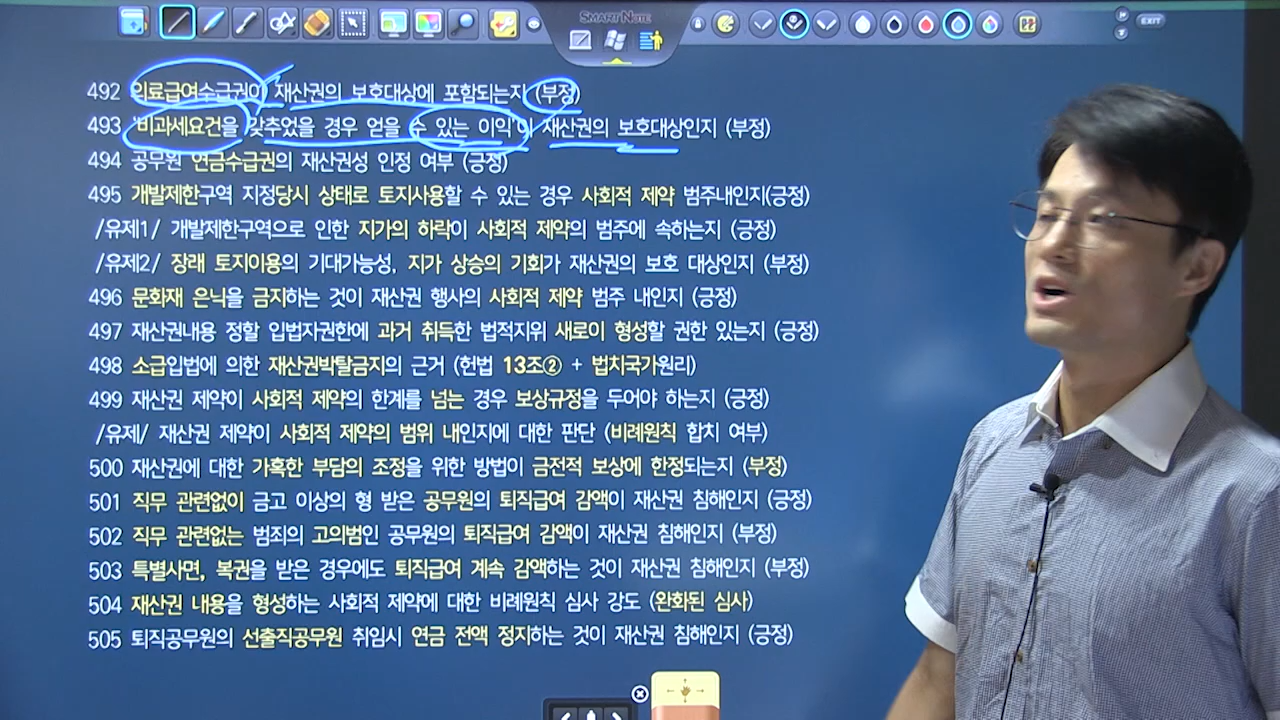 SMART NOTE
EXIT
492 의료급여수급권이 재산권의 보호대상에 포함되는지 (부정)
493 '비과세요건을 갖추었을 경우 얻을 수 있는 이익'이 재산권의 보호대상인지 (부정)
494 공무원 연금수급권의 재산권성 인정 여부 (긍정)
495 개발제한구역 지정당시 상태로 토지사용할 수 있는 경우 사회적 제약 범주내인지(긍정)
/유제1/ 개발제한구역으로 인한 지가의 하락이 사회적 제약의 범주에 속하는지 (긍정)
/유제2/ 장래 토지이용의 기대가능성, 지가 상승의 기회가 재산권의 보호 대상인지 (부정)
496 문화재 은닉을 금지하는 것이 재산권 행사의 사회적 제약 범주 내인지 (긍정)
497 재산권내용 정할 입법자권한에 과거 취득한 법적지위 새로이 형성할 권한 있는지 (긍정)
498 소급입법에 의한 재산권박탈금지의 근거 (헌법 13조② + 법치국가원리)
499 재산권 제약이 사회적 제약의 한계를 넘는 경우 보상규정을 두어야 하는지 (긍정)
/유제/ 재산권 제약이 사회적 제약의 범위 내인지에 대한 판단 (비례원칙 합치 여부)
500 재산권에 대한 가혹한 부담의 조정을 위한 방법이 금전적 보상에 한정되는지 (부정)
501 직무 관련없이 금고 이상의 형 받은 공무원의 퇴직급여 감액이 재산권 침해인지 (긍정)
502 직무 관련없는 범죄의 고의범인 공무원의 퇴직급여 감액이 재산권 침해인지 (부정)
503 특별사면, 복권을 받은 경우에도 퇴직급여 계속 감액하는 것이 재산권 침해인지 (부정)
504 재산권 내용을 형성하는 사회적 제약에 대한 비례원칙 심사 강도 (완화된 심사)
505 퇴직공무원의 선출직공무원 취임시 연금 전액 정지하는 것이 재산권 침해인지 (긍정)